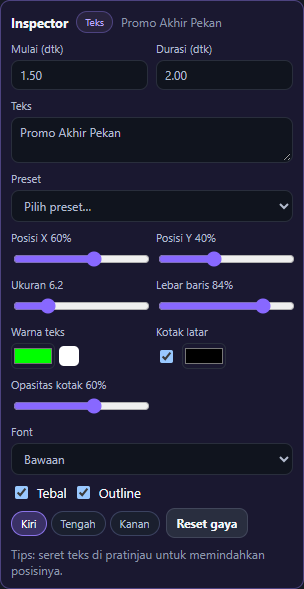 Inspector Teks Promo Akhir Pekan
Mulai (dtk) Durasi (dtk)
1.50 2.00
Teks
Promo Akhir Pekan
Preset
Pilih preset...
Posisi X 60% Posisi Y 40%
Ukuran 6.2 Lebar baris 84%
Warna teks Kotak latar
Opasitas kotak 60%
Font
Bawaan
Tebal Outline
Kiri Tengah Kanan Reset gaya
Tips: seret teks di pratinjau untuk memindahkan
posisinya.